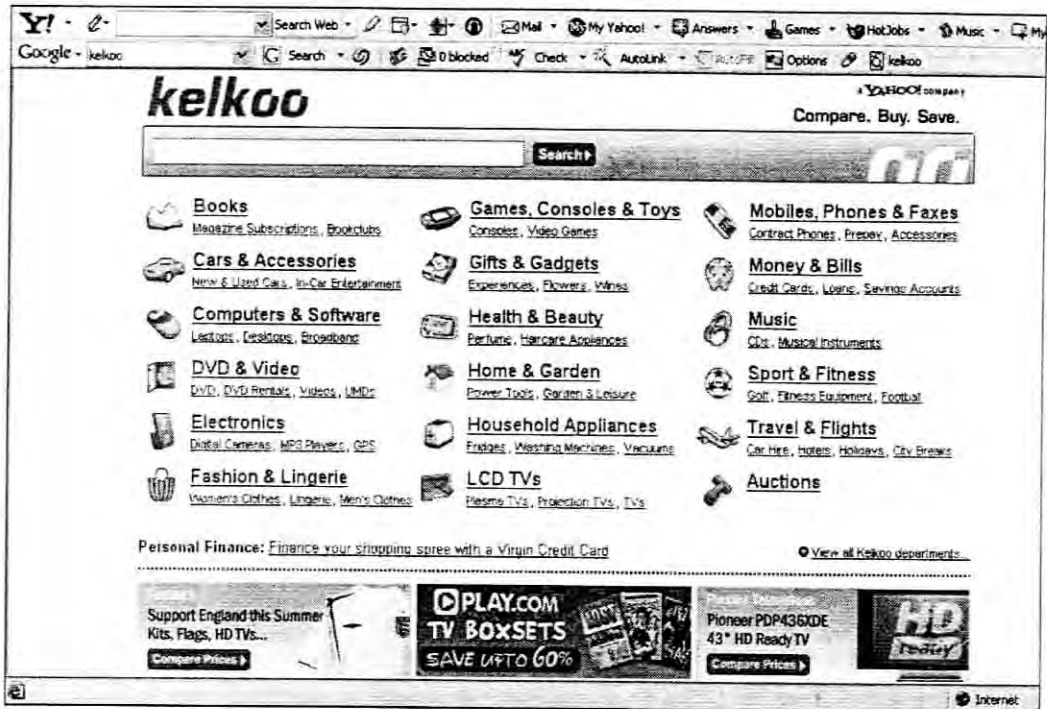 Y! Search Web Mail My Yahoo! Answers Games HotJobs Music My
Google - kelkoo G Search 0 blocked Check AutoLink AutoFill Options kelkoo
kelkoo
A YAHOO! company
Compare. Buy. Save.
Search
Books
Magazine Subscriptions, Bookclubs
Cars & Accessories
New & Used Cars, In-Car Entertainment
Computers & Software
Laptops, Desktops, Broadband
DVD & Video
DVD, DVD Rentals, Videos, UMDs
Electronics
Digital Cameras, MP3 Players, GPS
Fashion & Lingerie
Women's Clothes, Lingerie, Men's Clothes
Games, Consoles & Toys
Consoles, Video Games
Gifts & Gadgets
Experiences, Flowers, Wines
Health & Beauty
Perfume, Haircare Appliances
Home & Garden
Power Tools, Garden & Leisure
Household Appliances
Fridges, Washing Machines, Vacuums
LCD TVs
Plasma TVs, Projection TVs, TVs
Mobiles, Phones & Faxes
Contract Phones, Prepay, Accessories
Money & Bills
Credit Cards, Loans, Savings Accounts
Music
CDs, Musical Instruments
Sport & Fitness
Golf, Fitness Equipment, Football
Travel & Flights
Car Hire, Hotels, Holidays, City Breaks
Auctions
Personal Finance: Finance your shopping spree with a Virgin Credit Card
View all Kelkoo departments...
Support England this Summer
Kits, Flags, HD TVs...
Compare Prices
PLAY.COM
TV BOXSETS
SAVE UPTO 60%
LOST
Pioneer PDP436XDE
43" HD Ready TV
Compare Prices
HD
ready
Internet